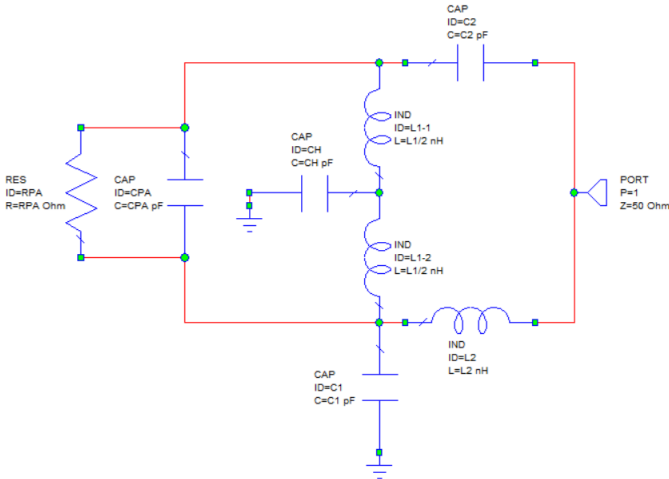 CAP
ID=C2
C=C2 pF
IND
ID=L1-1
L=L1/2 nH
CAP
ID=CH
C=CH pF
RES
ID=RPA
R=RPA Ohm
CAP
ID=CPA
C=CPA pF
PORT
P=1
Z=50 Ohm
IND
ID=L1-2
L=L1/2 nH
IND
ID=L2
L=L2 nH
CAP
ID=C1
C=C1 pF